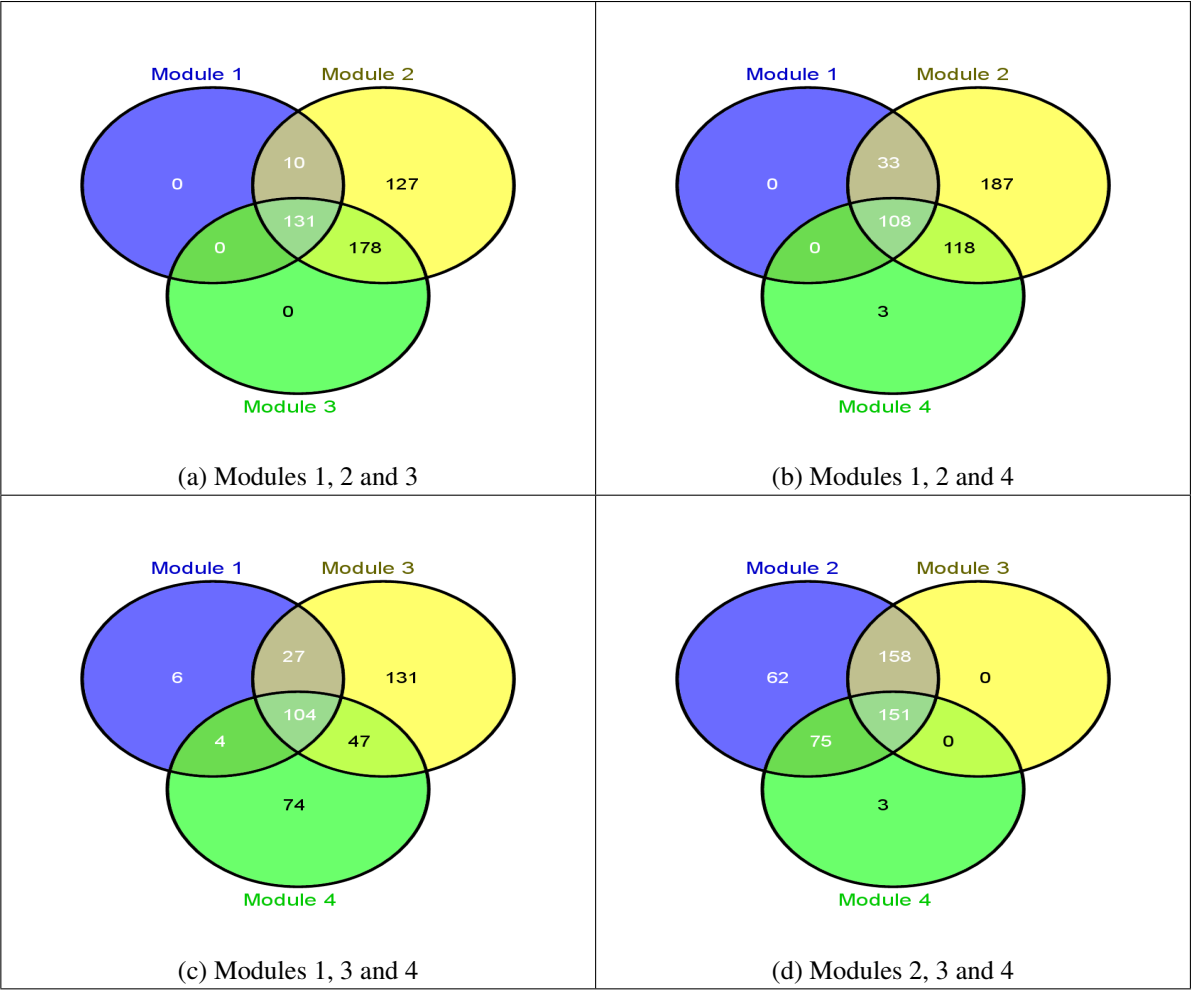 Module 1 Module 2
10
0 127
131
0 178
0
Module 3
(a) Modules 1, 2 and 3
Module 1 Module 2
33
0 187
108
0 118
3
Module 4
(b) Modules 1, 2 and 4
Module 1 Module 3
27
6 131
104
4 47
74
Module 4
(c) Modules 1, 3 and 4
Module 2 Module 3
158
62 0
151
75 0
3
Module 4
(d) Modules 2, 3 and 4